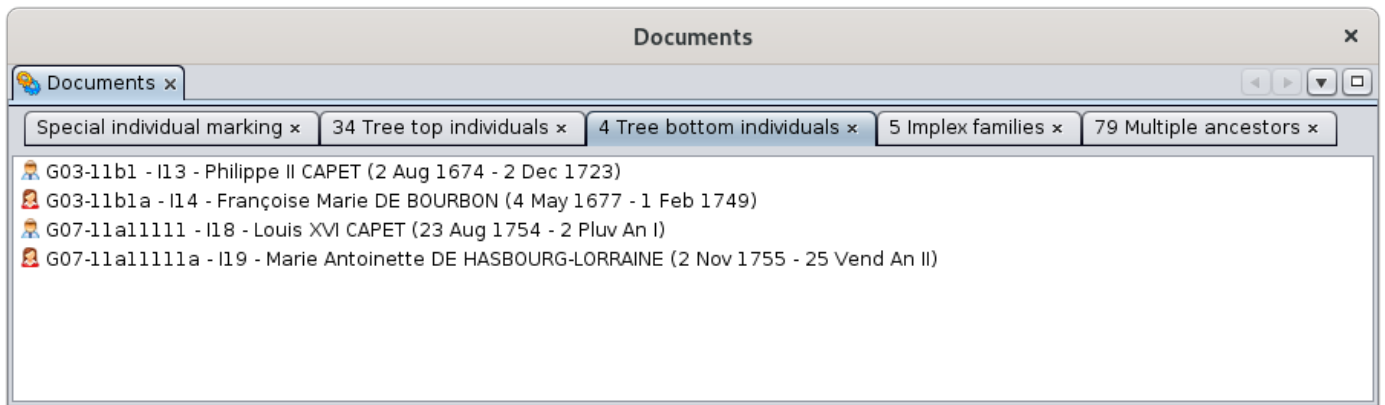 Documents
Documents
Special individual marking
34 Tree top individuals
4 Tree bottom individuals
5 Implex families
79 Multiple ancestors
G03-11b1 - I13 - Philippe II CAPET (2 Aug 1674 - 2 Dec 1723)
G03-11b1a - I14 - Françoise Marie DE BOURBON (4 May 1677 - 1 Feb 1749)
G07-11a11111 - I18 - Louis XVI CAPET (23 Aug 1754 - 2 Pluv An I)
G07-11a11111a - I19 - Marie Antoinette DE HASBOURG-LORRAINE (2 Nov 1755 - 25 Vend An II)